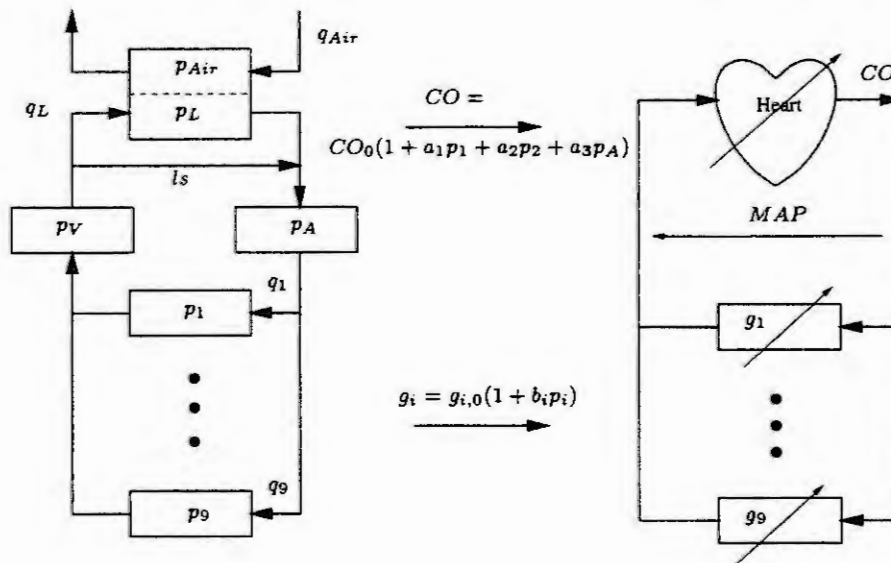 q_Air
p_Air
q_L
p_L
ls
p_V
p_A
q_1
p_1
q_9
p_9
CO =
CO_0(1 + a_1p_1 + a_2p_2 + a_3p_A)
g_i = g_{i,0}(1 + b_ip_i)
Heart
CO
MAP
g_1
g_9